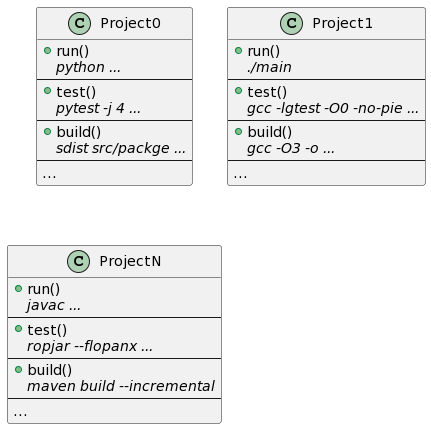 C Project0
run()
python ...
test()
pytest -j 4 ...
build()
sdist src/packge ...
...
C Project1
run()
./main
test()
gcc -lgtest -O0 -no-pie ...
build()
gcc -O3 -o ...
...
C ProjectN
run()
javac ...
test()
ropjar --flopanx ...
build()
maven build --incremental
...